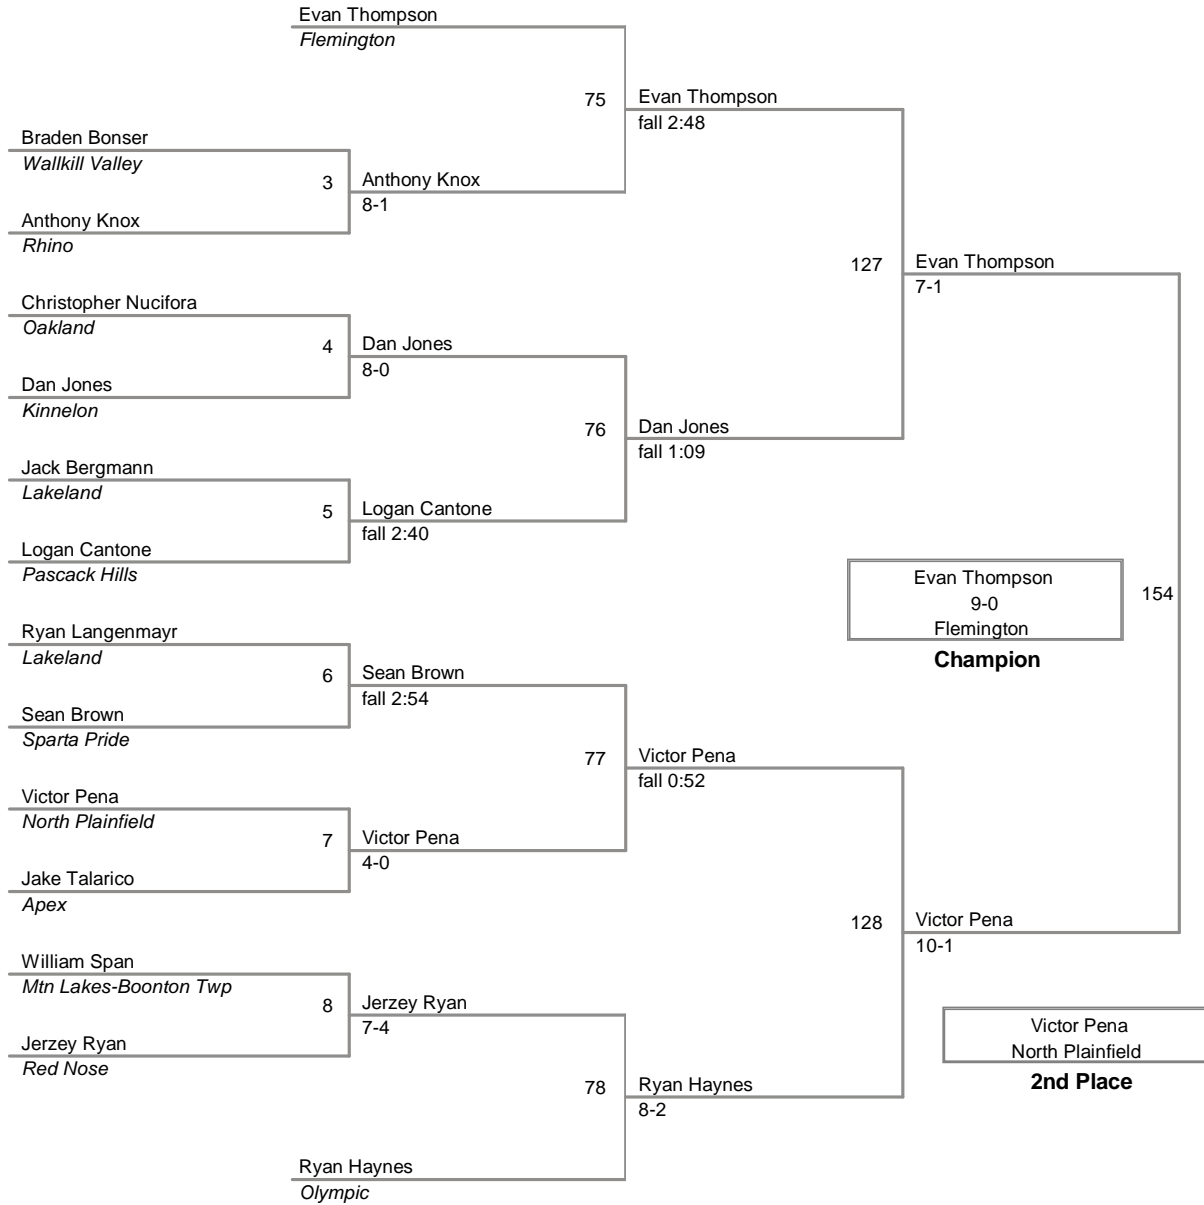 Evan Thompson
Flemington
75
Evan Thompson
fall 2:48
Braden Bonser
Wallkill Valley
3
Anthony Knox
8-1
Anthony Knox
Rhino
127
Evan Thompson
7-1
Christopher Nucifora
Oakland
4
Dan Jones
8-0
Dan Jones
Kinnelon
76
Dan Jones
fall 1:09
Jack Bergmann
Lakeland
5
Logan Cantone
fall 2:40
Logan Cantone
Pascack Hills
Evan Thompson
9-0
Flemington
Champion
154
Ryan Langenmayr
Lakeland
6
Sean Brown
fall 2:54
Sean Brown
Sparta Pride
77
Victor Pena
fall 0:52
Victor Pena
North Plainfield
7
Victor Pena
4-0
Jake Talarico
Apex
128
Victor Pena
10-1
William Span
Mtn Lakes-Boonton Twp
8
Jerzey Ryan
7-4
Jerzey Ryan
Red Nose
Victor Pena
North Plainfield
2nd Place
78
Ryan Haynes
8-2
Ryan Haynes
Olympic